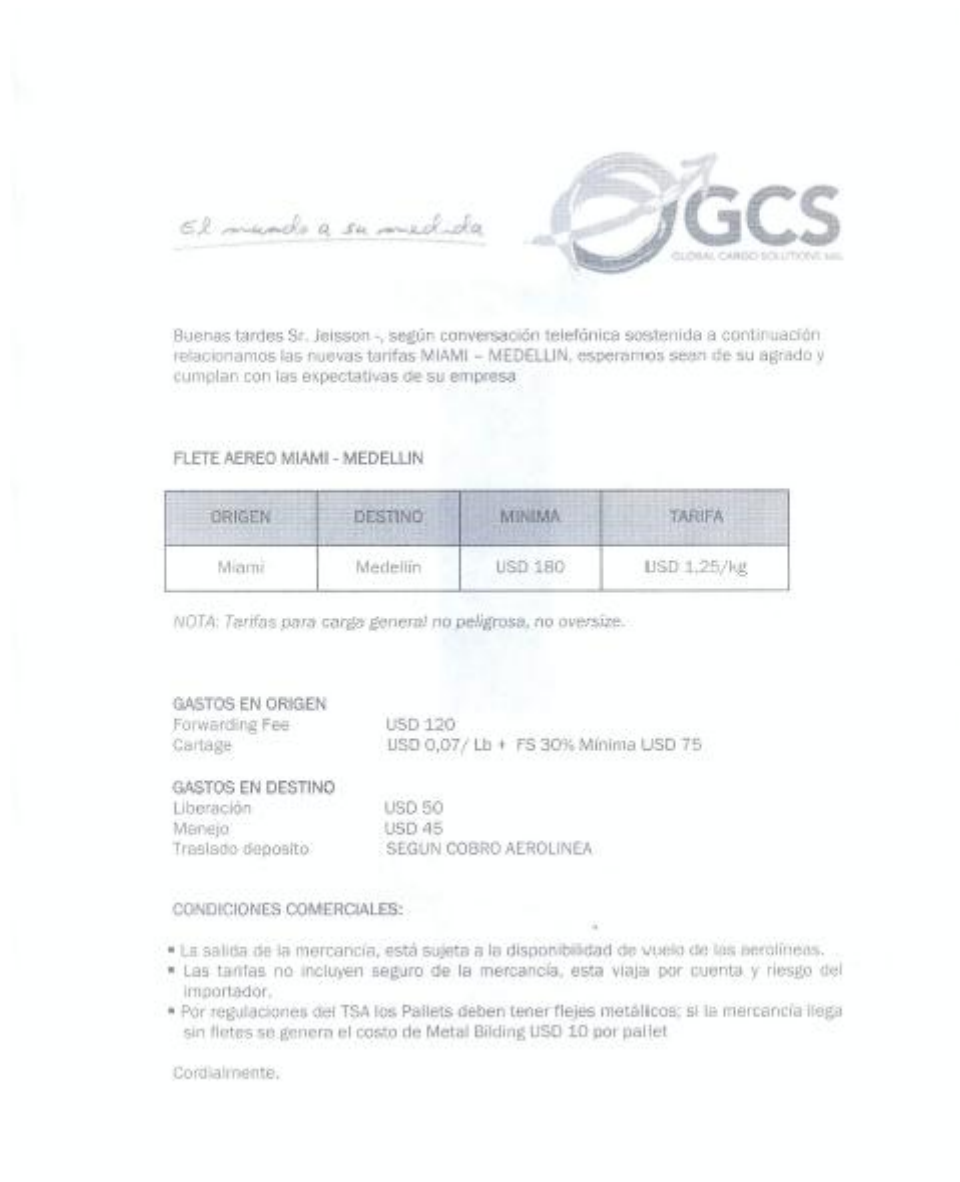 El mundo a su medida
GCS
GLOBAL CARGO SOLUTIONS SAS
Buenas tardes Sr. Jeisson -, según conversación telefónica sostenida a continuación
relacionamos las nuevas tarifas MIAMI – MEDELLIN, esperamos sean de su agrado y
cumplan con las expectativas de su empresa
FLETE AEREO MIAMI - MEDELLIN
ORIGEN DESTINO MINIMA TARIFA
Miami Medellín USD 180 USD 1,25/kg
NOTA: Tarifas para carga general no peligrosa, no oversize.
GASTOS EN ORIGEN
Forwarding Fee USD 120
Cartage USD 0,07/ Lb + FS 30% Mínima USD 75
GASTOS EN DESTINO
Liberación USD 50
Manejo USD 45
Traslado deposito SEGUN COBRO AEROLINEA
CONDICIONES COMERCIALES:
▪ La salida de la mercancía, está sujeta a la disponibilidad de vuelo de las aerolíneas.
▪ Las tarifas no incluyen seguro de la mercancía, esta viaja por cuenta y riesgo del
importador.
▪ Por regulaciones del TSA los Pallets deben tener flejes metálicos; si la mercancía llega
sin fletes se genera el costo de Metal Bilding USD 10 por pallet
Cordialmente.